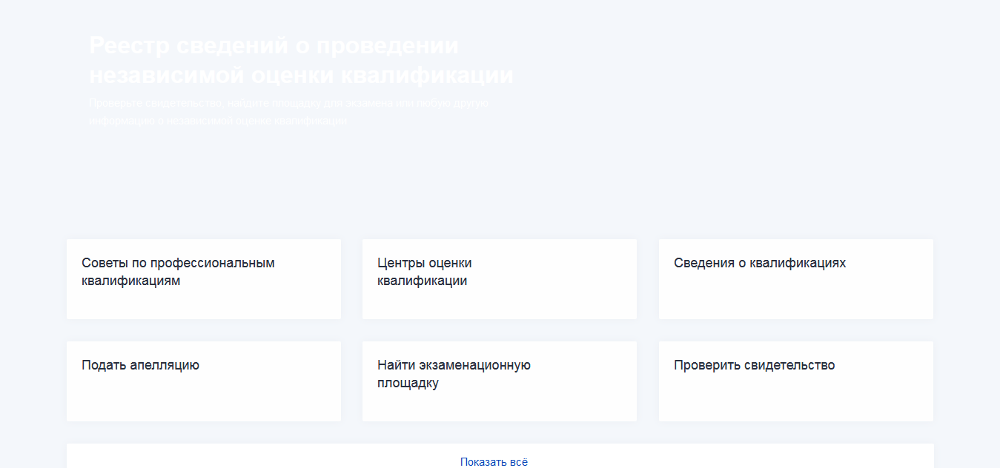 Реестр сведений о проведении
независимой оценки квалификации
Проверьте свидетельство, найдите площадку для экзамена или любую другую
информацию о независимой оценке квалификации
Советы по профессиональным
квалификациям
Центры оценки
квалификации
Сведения о квалификациях
Подать апелляцию
Найти экзаменационную
площадку
Проверить свидетельство
Показать всё